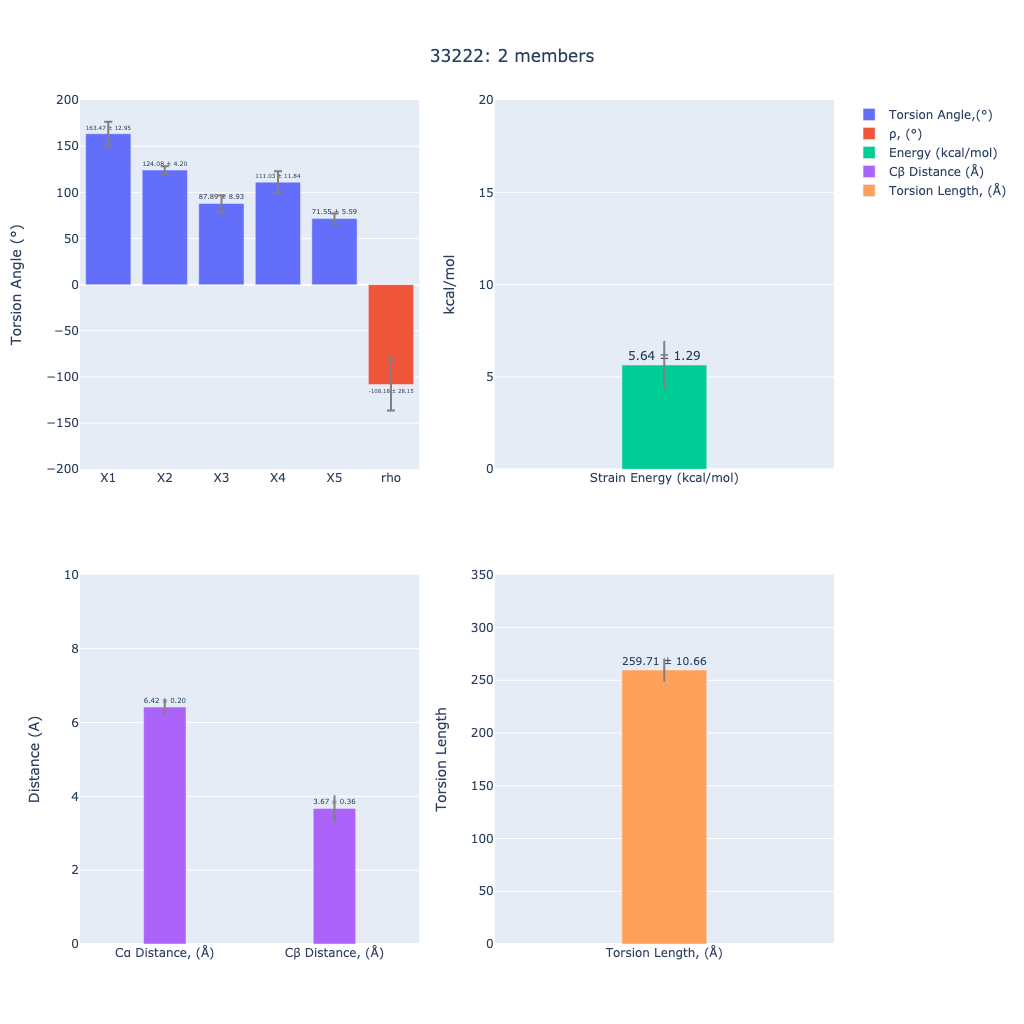 33222: 2 members
200
150
100
50
0
−50
−100
−150
−200
Torsion Angle (°)
163.47 ± 12.95
124.08 ± 4.20
87.89 ± 8.93
111.03 ± 11.84
71.55 ± 5.59
-108.18 ± 28.15
X1 X2 X3 X4 X5 rho
20
15
10
5
0
kcal/mol
5.64 ± 1.29
Strain Energy (kcal/mol)
Torsion Angle,(°)
ρ, (°)
Energy (kcal/mol)
Cβ Distance (Å)
Torsion Length, (Å)
10
8
6
4
2
0
Distance (A)
6.42 ± 0.20
3.67 ± 0.36
Cα Distance, (Å) Cβ Distance, (Å)
350
300
250
200
150
100
50
0
Torsion Length
259.71 ± 10.66
Torsion Length, (Å)